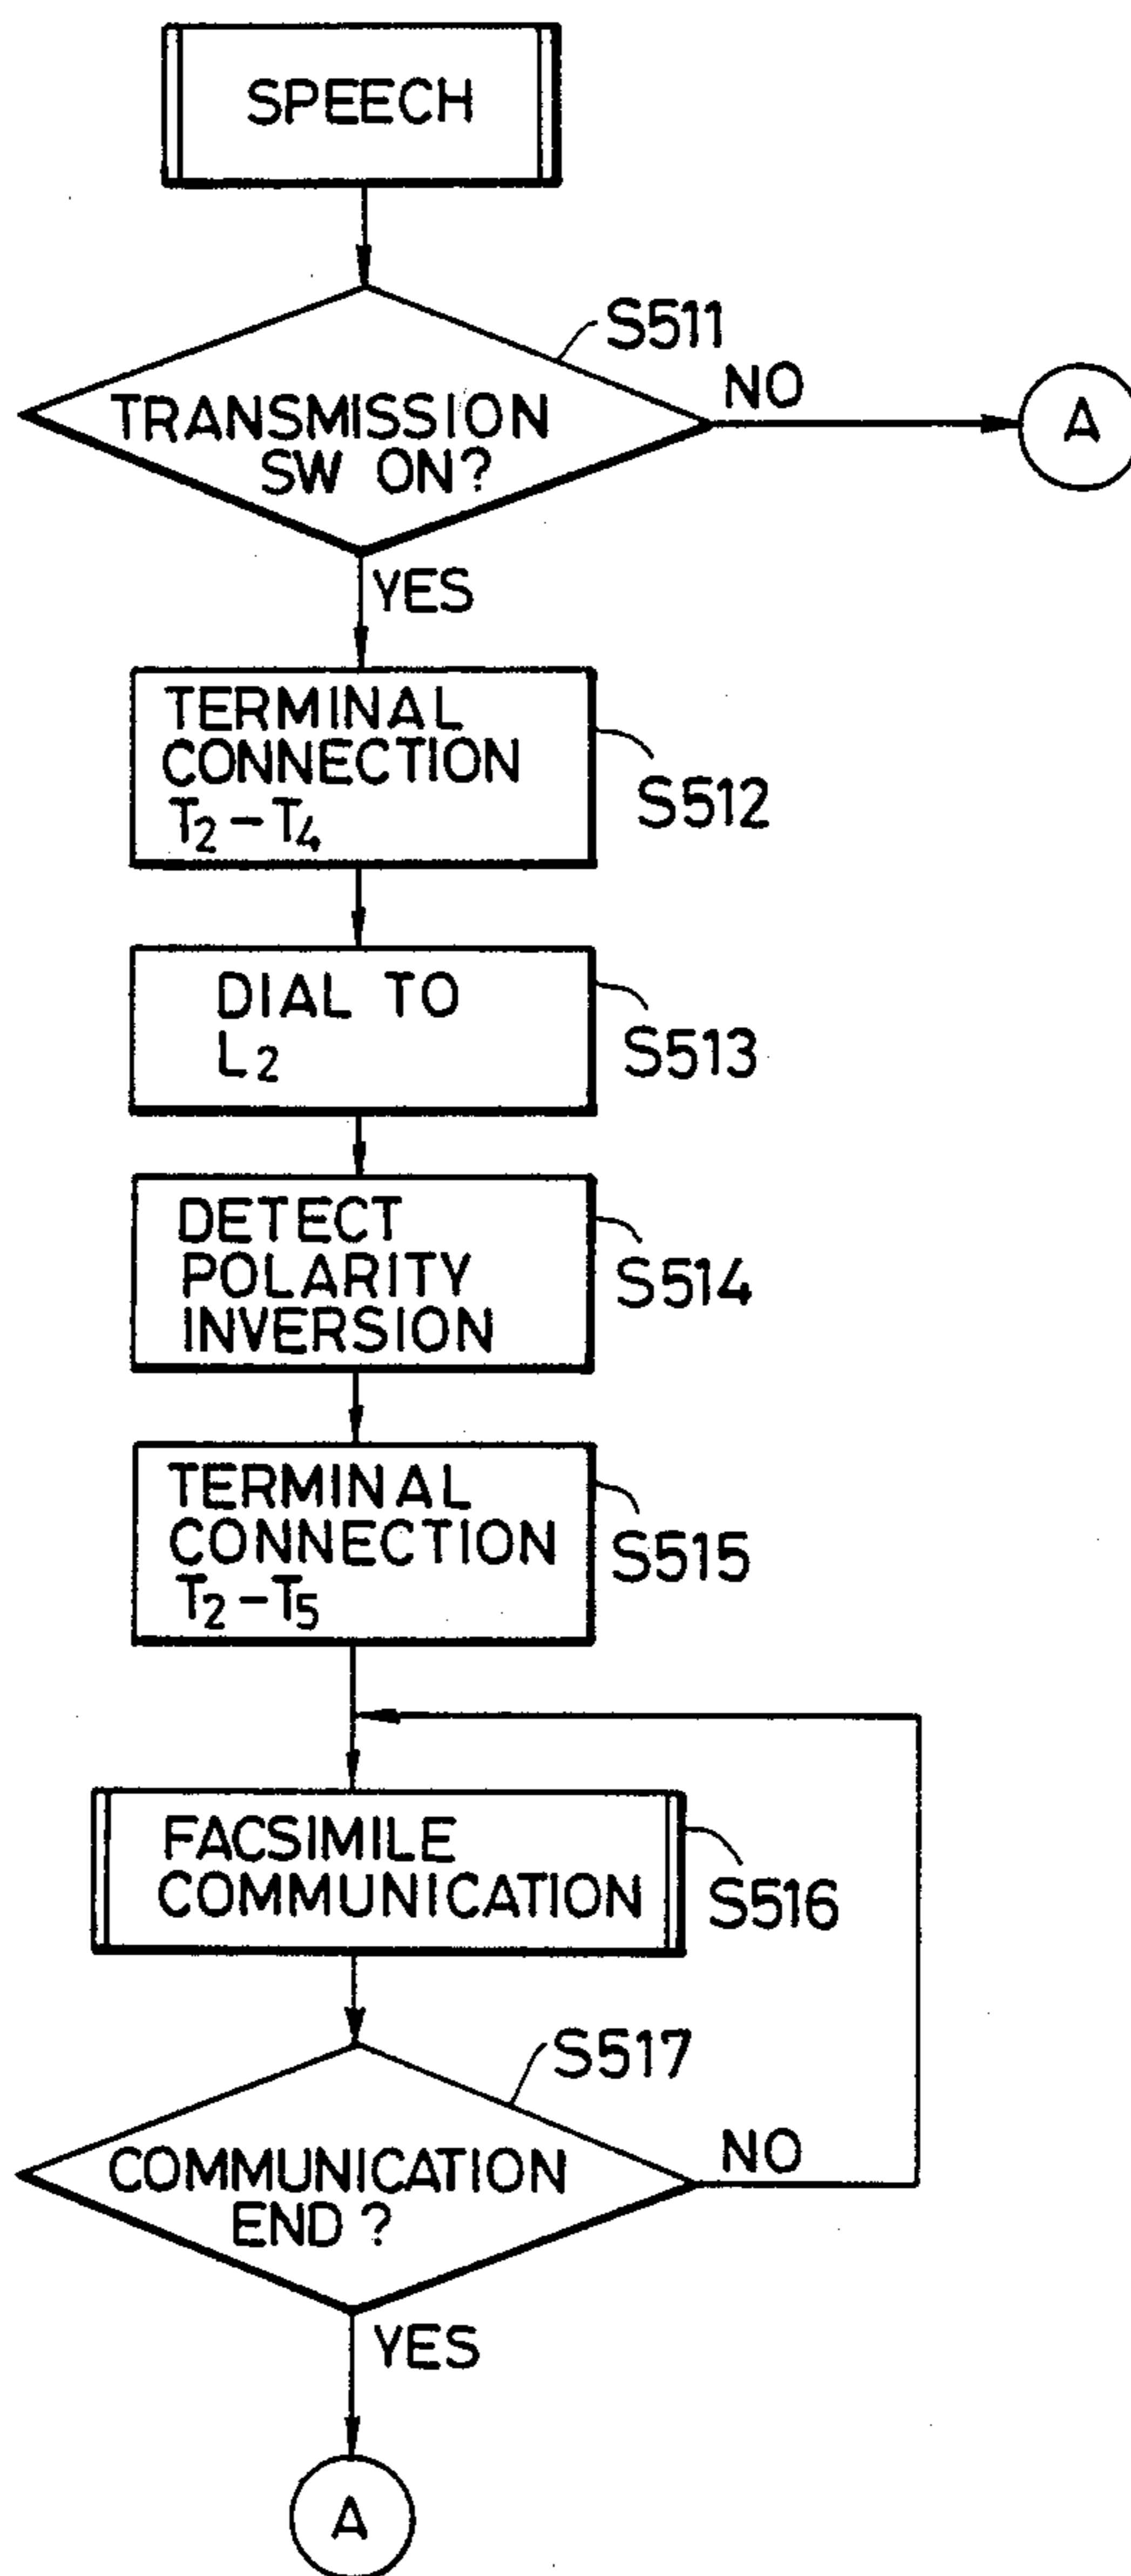 SPEECH
S511
NO
A
TRANSMISSION
SW ON?
YES
TERMINAL
CONNECTION
T₂-T₄
S512
DIAL TO
L₂
S513
DETECT
POLARITY
INVERSION
S514
TERMINAL
CONNECTION
T₂-T₅
S515
FACSIMILE
COMMUNICATION
S516
S517
NO
COMMUNICATION
END?
YES
A